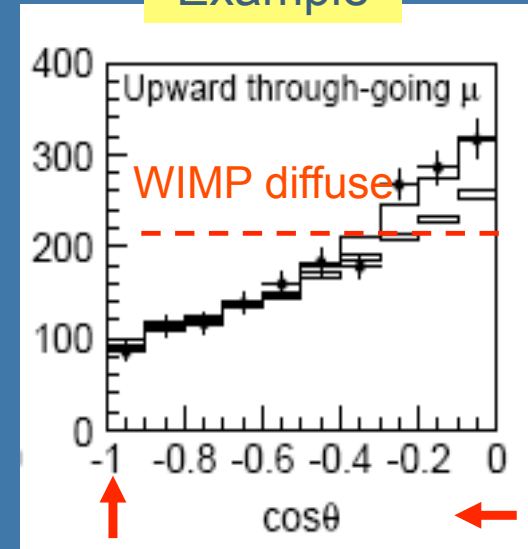 Example
400
Upward through-going μ
300
WIMP diffuse
200
100
0
-1 -0.8 -0.6 -0.4 -0.2 0
cosθ